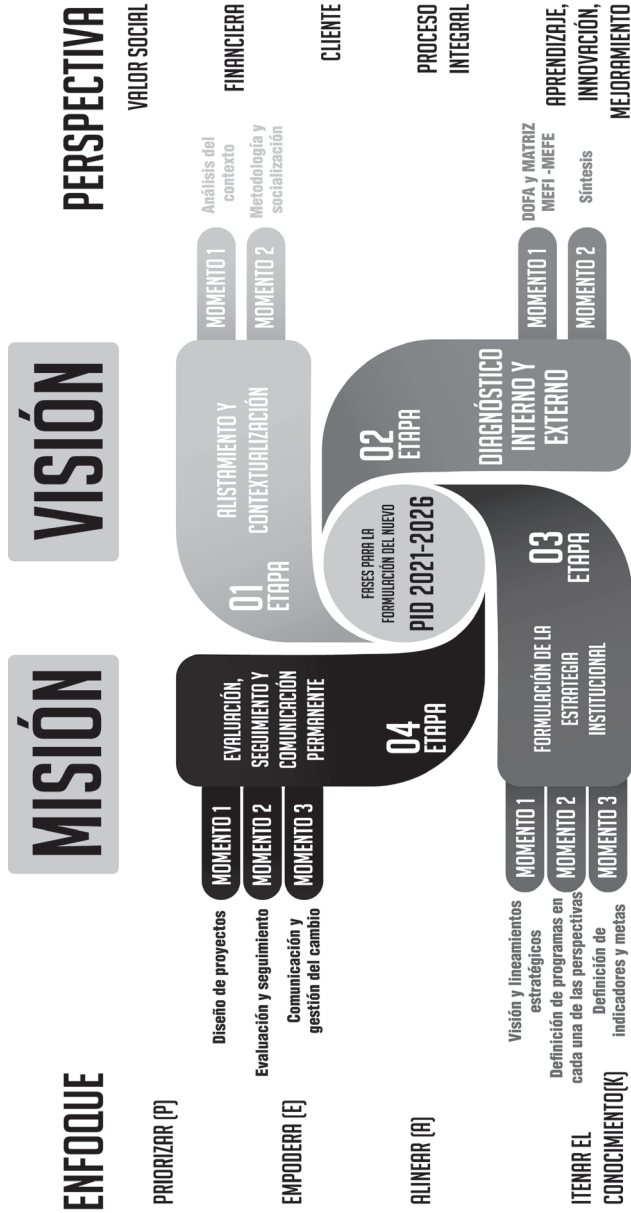 ENFOQUE
MISIÓN
VISIÓN
PERSPECTIVA
PRIORIZAR (P)
EMPODERA (E)
ALINEAR (A)
ITENAR EL
CONOCIMIENTO(K)
Diseño de proyectos
Evaluación y seguimiento
Comunicación y
gestión del cambio
MOMENTO 1
MOMENTO 2
MOMENTO 3
EVALUACIÓN,
SEGUIMIENTO Y
COMUNICACIÓN
PERMANENTE
04
ETAPA
01
ETAPA
ALISTAMIENTO Y
CONTEXTUALIZACIÓN
MOMENTO 1
MOMENTO 2
Análisis del
contexto
Metodología y
socialización
FASES PARA LA
FORMULACIÓN DEL NUEVO
PID 2021-2026
Visión y lineamientos
estratégicos
Definición de programas en
cada una de las perspectivas
Definición de
indicadores y metas
MOMENTO 1
MOMENTO 2
MOMENTO 3
FORMULACIÓN DE LA
ESTRATEGIA
INSTITUCIONAL
03
ETAPA
02
ETAPA
DIAGNÓSTICO
INTERNO Y
EXTERNO
MOMENTO 1
MOMENTO 2
DOFA y MATRIZ
MEFI -MEFE
Síntesis
VALOR SOCIAL
FINANCIERA
CLIENTE
PROCESO
INTEGRAL
APRENDIZAJE,
INNOVACIÓN,
MEJORAMIENTO